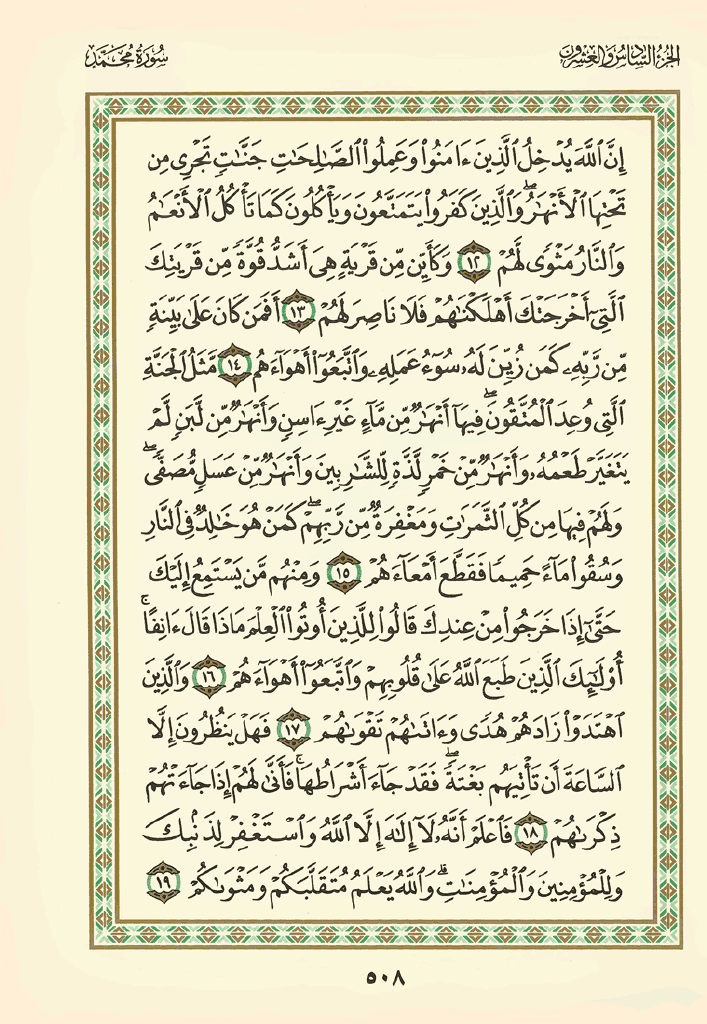 الجزء السادس والعشرون
سورة محمد
إِنَّ ٱللَّهَ يُدْخِلُ ٱلَّذِينَ ءَامَنُوا۟ وَعَمِلُوا۟ ٱلصَّـٰلِحَـٰتِ جَنَّـٰتٍ تَجْرِى مِن
تَحْتِهَا ٱلْأَنْهَـٰرُ ۖ وَٱلَّذِينَ كَفَرُوا۟ يَتَمَتَّعُونَ وَيَأْكُلُونَ كَمَا تَأْكُلُ ٱلْأَنْعَـٰمُ
وَٱلنَّارُ مَثْوًى لَّهُمْ ١٢ وَكَأَيِّن مِّن قَرْيَةٍ هِىَ أَشَدُّ قُوَّةً مِّن قَرْيَتِكَ
ٱلَّتِىٓ أَخْرَجَتْكَ أَهْلَكْنَـٰهُمْ فَلَا نَاصِرَ لَهُمْ ١٣ أَفَمَن كَانَ عَلَىٰ بَيِّنَةٍ
مِّن رَّبِّهِۦ كَمَن زُيِّنَ لَهُۥ سُوٓءُ عَمَلِهِۦ وَٱتَّبَعُوٓا۟ أَهْوَآءَهُم ١٤ مَّثَلُ ٱلْجَنَّةِ
ٱلَّتِى وُعِدَ ٱلْمُتَّقُونَ ۖ فِيهَآ أَنْهَـٰرٌ مِّن مَّآءٍ غَيْرِ ءَاسِنٍ وَأَنْهَـٰرٌ مِّن لَّبَنٍ لَّمْ
يَتَغَيَّرْ طَعْمُهُۥ وَأَنْهَـٰرٌ مِّنْ خَمْرٍ لَّذَّةٍ لِّلشَّـٰرِبِينَ وَأَنْهَـٰرٌ مِّنْ عَسَلٍ مُّصَفًّى ۖ
وَلَهُمْ فِيهَا مِن كُلِّ ٱلثَّمَرَٰتِ وَمَغْفِرَةٌ مِّن رَّبِّهِمْ ۖ كَمَنْ هُوَ خَـٰلِدٌ فِى ٱلنَّارِ
وَسُقُوا۟ مَآءً حَمِيمًا فَقَطَّعَ أَمْعَآءَهُمْ ١٥ وَمِنْهُم مَّن يَسْتَمِعُ إِلَيْكَ
حَتَّىٰٓ إِذَا خَرَجُوا۟ مِنْ عِندِكَ قَالُوا۟ لِلَّذِينَ أُوتُوا۟ ٱلْعِلْمَ مَاذَا قَالَ ءَانِفًا ۚ
أُو۟لَـٰٓئِكَ ٱلَّذِينَ طَبَعَ ٱللَّهُ عَلَىٰ قُلُوبِهِمْ وَٱتَّبَعُوٓا۟ أَهْوَآءَهُمْ ١٦ وَٱلَّذِينَ
ٱهْتَدَوْا۟ زَادَهُمْ هُدًى وَءَاتَىٰهُمْ تَقْوَىٰهُمْ ١٧ فَهَلْ يَنظُرُونَ إِلَّا
ٱلسَّاعَةَ أَن تَأْتِيَهُم بَغْتَةً ۖ فَقَدْ جَآءَ أَشْرَاطُهَا ۚ فَأَنَّىٰ لَهُمْ إِذَا جَآءَتْهُمْ
ذِكْرَىٰهُمْ ١٨ فَٱعْلَمْ أَنَّهُۥ لَآ إِلَـٰهَ إِلَّا ٱللَّهُ وَٱسْتَغْفِرْ لِذَنۢبِكَ
وَلِلْمُؤْمِنِينَ وَٱلْمُؤْمِنَـٰتِ ۗ وَٱللَّهُ يَعْلَمُ مُتَقَلَّبَكُمْ وَمَثْوَىٰكُمْ ١٩
٥٠٨